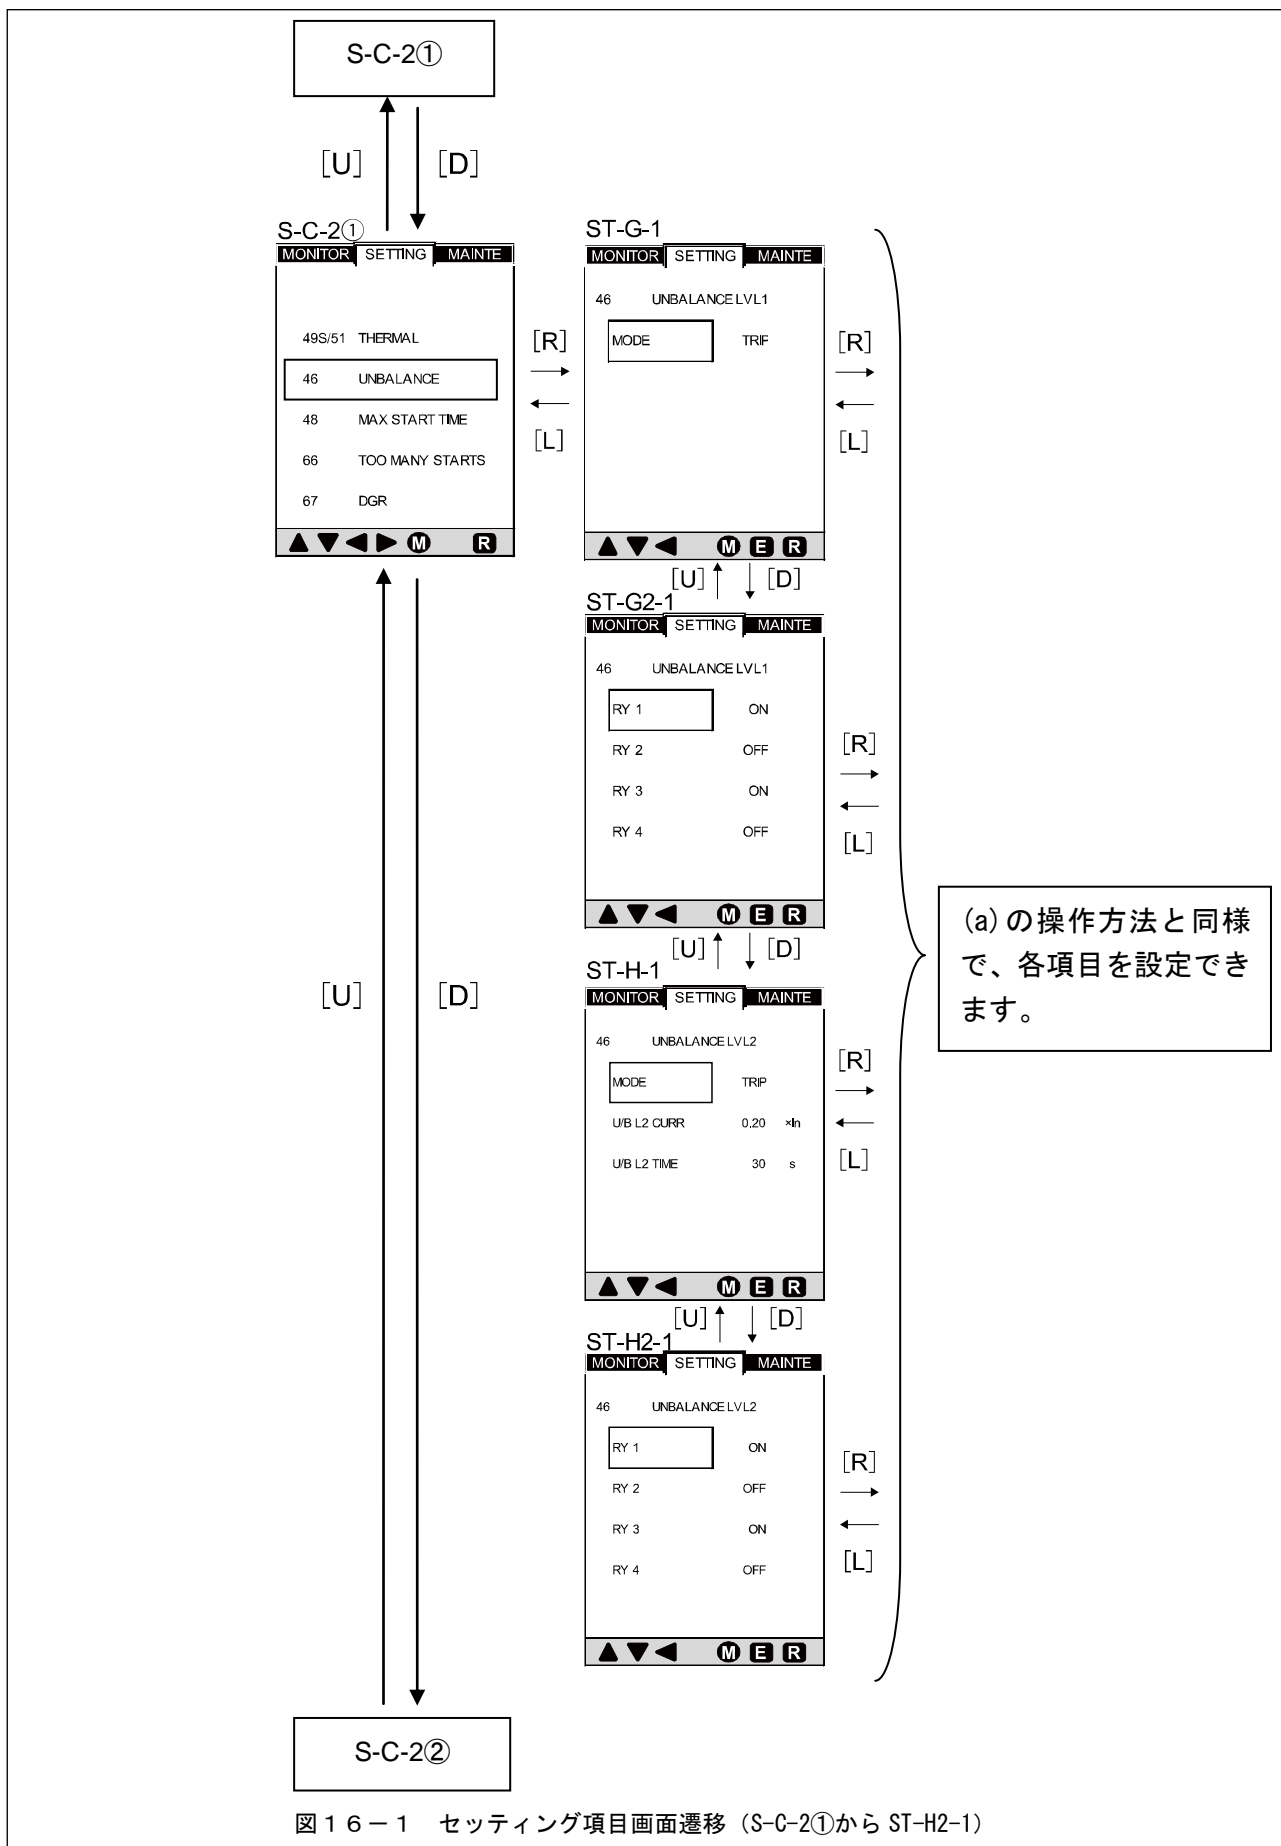 S-C-2①
[U] [D]
S-C-2①
MONITOR SETTING MAINTE
49S/51 THERMAL
46 UNBALANCE
48 MAX START TIME
66 TOO MANY STARTS
67 DGR
M R
[R]
[L]
ST-G-1
MONITOR SETTING MAINTE
46 UNBALANCE LVL1
MODE TRIP
M E R
[R]
[L]
[U] [D]
ST-G2-1
MONITOR SETTING MAINTE
46 UNBALANCE LVL1
RY 1 ON
RY 2 OFF
RY 3 ON
RY 4 OFF
M E R
[R]
[L]
[U] [D]
ST-H-1
MONITOR SETTING MAINTE
46 UNBALANCE LVL2
MODE TRIP
U/B L2 CURR 0.20 ×In
U/B L2 TIME 30 s
M E R
[R]
[L]
[U] [D]
ST-H2-1
MONITOR SETTING MAINTE
46 UNBALANCE LVL2
RY 1 ON
RY 2 OFF
RY 3 ON
RY 4 OFF
M E R
[R]
[L]
(a)の操作方法と同様
で、各項目を設定でき
ます。
[U] [D]
S-C-2②
図16-1 セッティング項目画面遷移（S-C-2①から ST-H2-1）